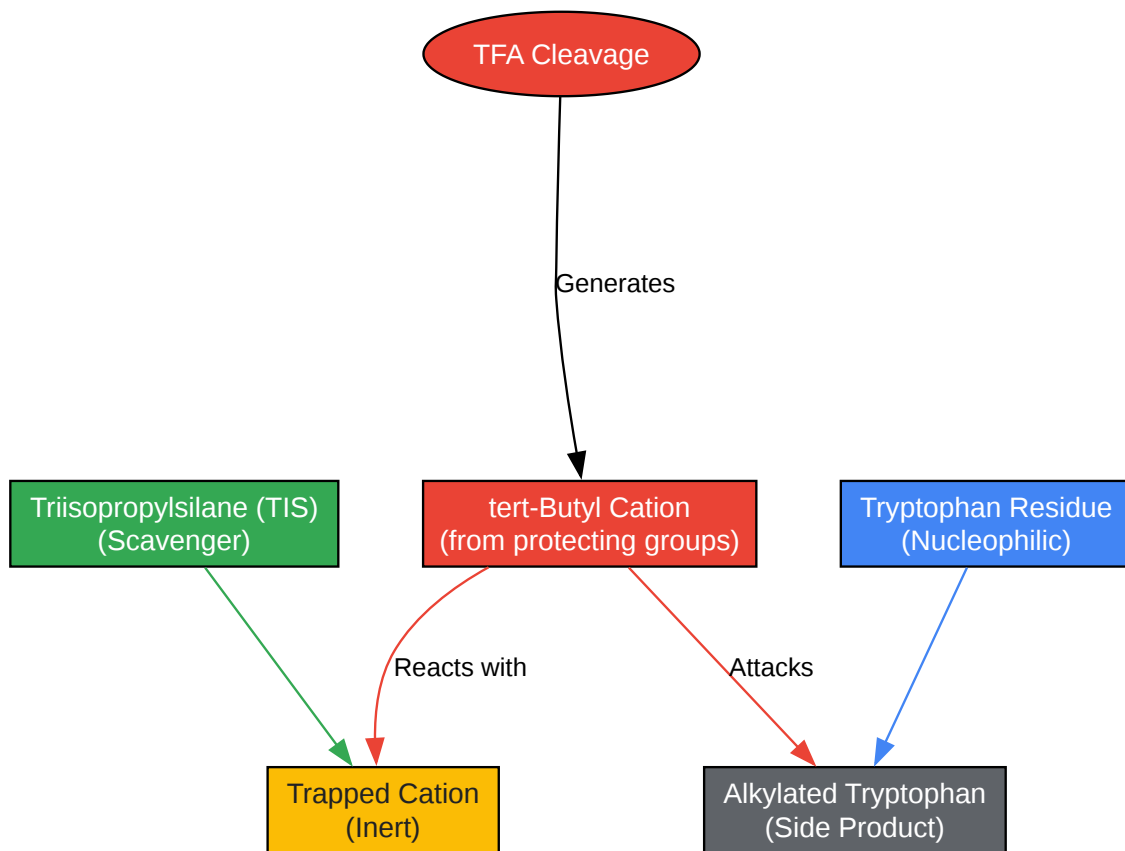 TFA Cleavage
Generates
Triisopropylsilane (TIS)
(Scavenger)
tert-Butyl Cation
(from protecting groups)
Tryptophan Residue
(Nucleophilic)
Reacts with
Attacks
Trapped Cation
(Inert)
Alkylated Tryptophan
(Side Product)